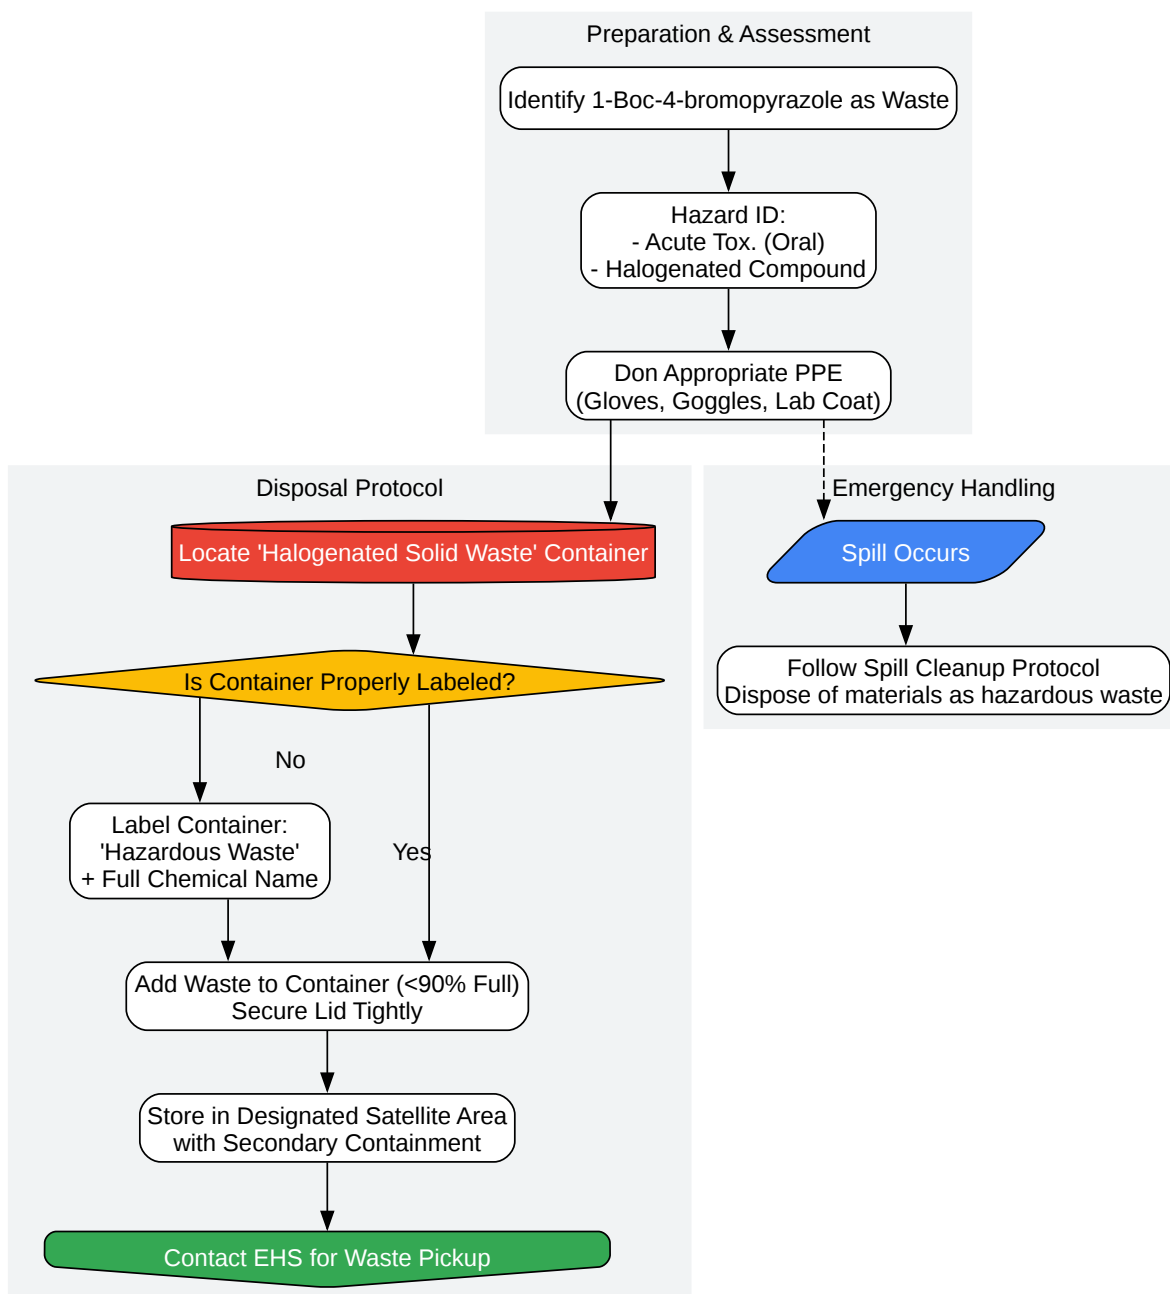 Preparation & Assessment
Identify 1-Boc-4-bromopyrazole as Waste
Hazard ID:
- Acute Tox. (Oral)
- Halogenated Compound
Don Appropriate PPE
(Gloves, Goggles, Lab Coat)
Disposal Protocol
Locate 'Halogenated Solid Waste' Container
Is Container Properly Labeled?
No
Label Container:
'Hazardous Waste'
+ Full Chemical Name
Yes
Add Waste to Container (<90% Full)
Secure Lid Tightly
Store in Designated Satellite Area
with Secondary Containment
Contact EHS for Waste Pickup
Emergency Handling
Spill Occurs
Follow Spill Cleanup Protocol
Dispose of materials as hazardous waste